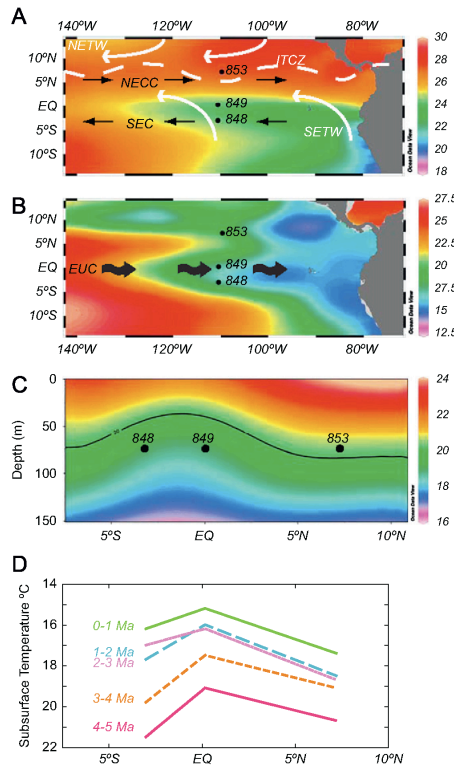 A
NETW
ITCZ
10ºN
5ºN
EQ
5ºS
10ºS
853
NECC
849
SEC
848
SETW
140ºW
120ºW
100ºW
80ºW
30
28
26
24
22
20
18
Ocean Data View
B
10ºN
5ºN
EQ
5ºS
10ºS
853
EUC
849
848
140ºW
120ºW
100ºW
80ºW
27.5
25
22.5
20
17.5
15
12.5
Ocean Data View
C
Depth (m)
0
50
100
150
848
849
853
5ºS
EQ
5ºN
10ºN
24
22
20
18
16
Ocean Data View
D
Subsurface Temperature ºC
14
16
18
20
22
0-1 Ma
1-2 Ma
2-3 Ma
3-4 Ma
4-5 Ma
5ºS
EQ
5ºN
10ºN